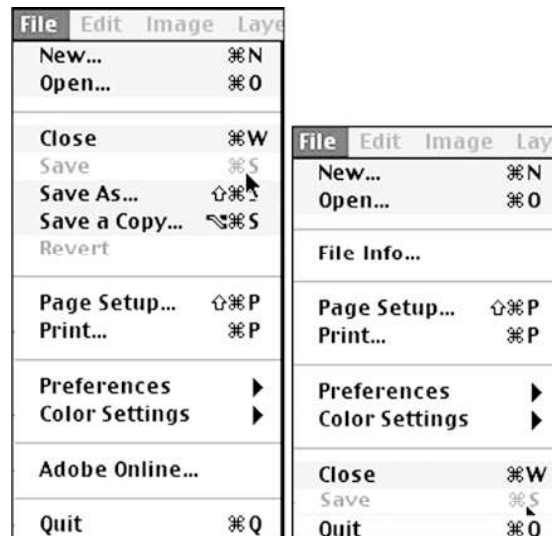 File Edit Image Laye
New... ⌘N
Open... ⌘O
Close ⌘W
Save ⌘S
Save As... ⇧⌘S
Save a Copy... ⌥⌘S
Revert
Page Setup... ⇧⌘P
Print... ⌘P
Preferences ▶
Color Settings ▶
Adobe Online...
Quit ⌘Q
File Edit Image Lay
New... ⌘N
Open... ⌘O
File Info...
Page Setup... ⇧⌘P
Print... ⌘P
Preferences ▶
Color Settings ▶
Close ⌘W
Save ⌘S
Quit ⌘Q